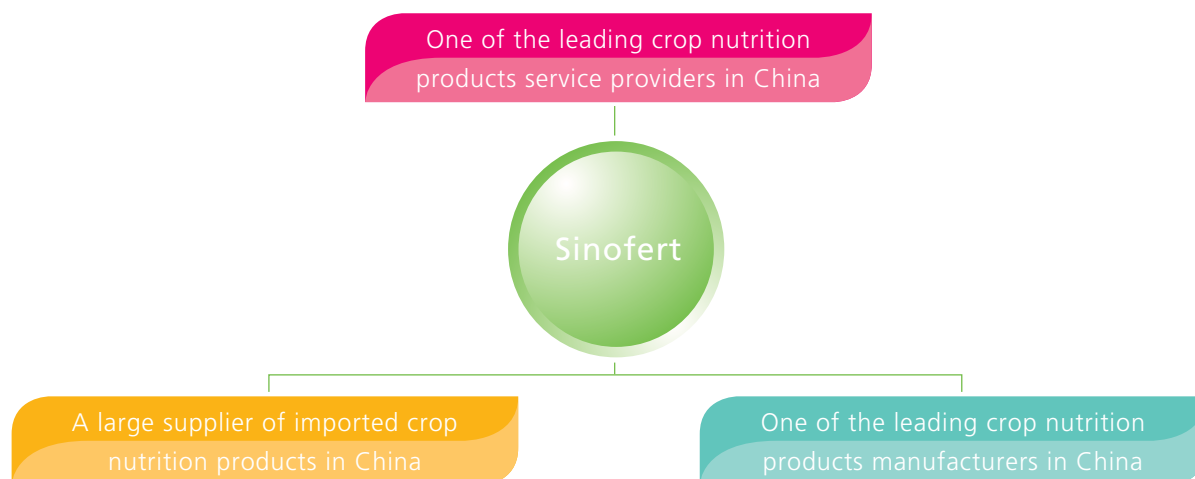 One of the leading crop nutrition
products service providers in China
Sinofert
A large supplier of imported crop
nutrition products in China
One of the leading crop nutrition
products manufacturers in China